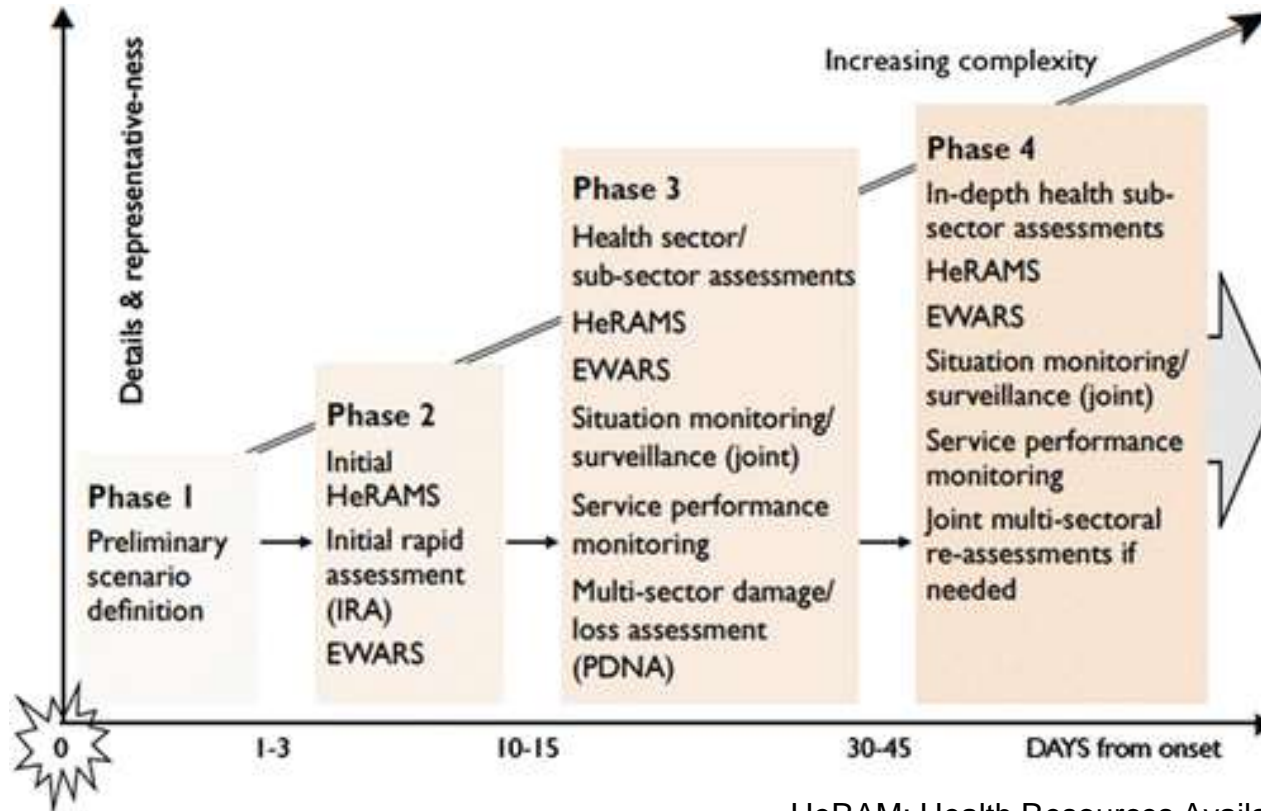 Details & representative-ness
Increasing complexity
Phase 1
Preliminary
scenario
definition
Phase 2
Initial
HeRAMS
Initial rapid
assessment
(IRA)
EWARS
Phase 3
Health sector/
sub-sector assessments
HeRAMS
EWARS
Situation monitoring/
surveillance (joint)
Service performance
monitoring
Multi-sector damage/
loss assessment
(PDNA)
Phase 4
In-depth health sub-
sector assessments
HeRAMS
EWARS
Situation monitoring/
surveillance (joint)
Service performance
monitoring
Joint multi-sectoral
re-assessments if
needed
0
1-3
10-15
30-45
DAYS from onset